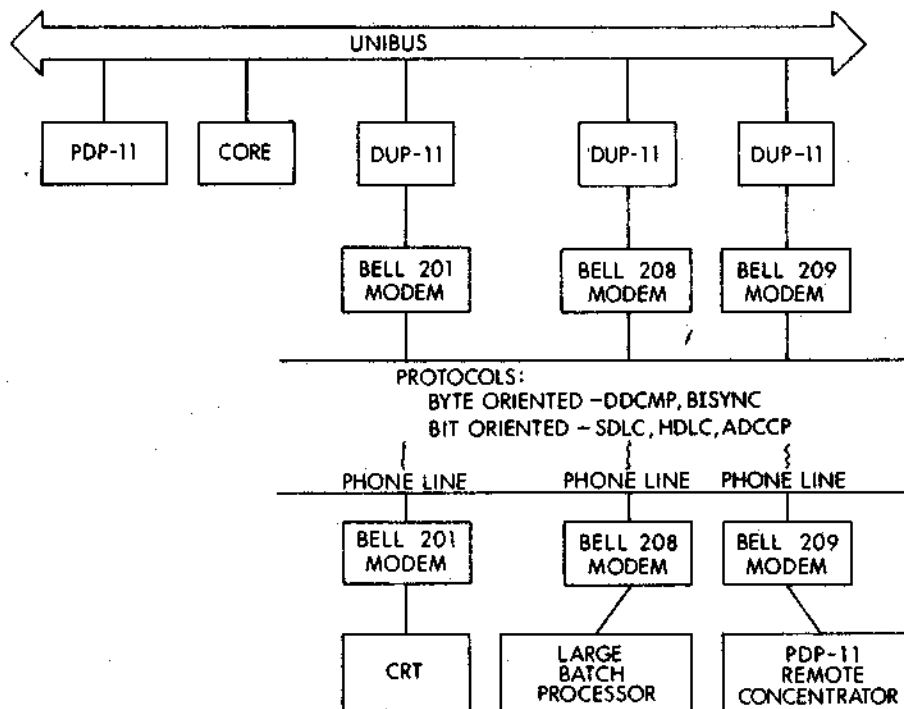 UNIBUS
PDP-11
CORE
DUP-11
DUP-11
DUP-11
BELL 201
MODEM
BELL 208
MODEM
BELL 209
MODEM
PROTOCOLS:
BYTE ORIENTED -DDCMP, BISYNC
BIT ORIENTED - SDLC, HDLC, ADCCP
PHONE LINE
PHONE LINE
PHONE LINE
BELL 201
MODEM
BELL 208
MODEM
BELL 209
MODEM
CRT
LARGE
BATCH
PROCESSOR
PDP-11
REMOTE
CONCENTRATOR